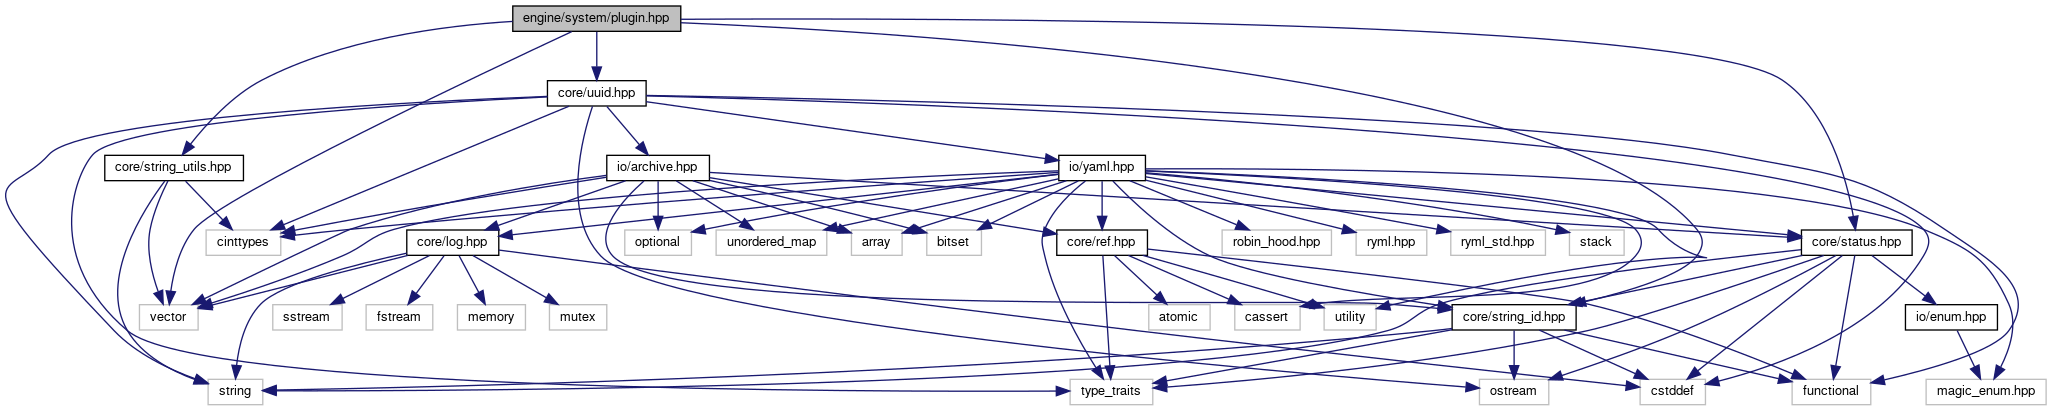 engine/system/plugin.hpp
core/uuid.hpp
core/string_utils.hpp
io/archive.hpp
io/yaml.hpp
cinttypes
core/log.hpp
optional
unordered_map
array
bitset
core/ref.hpp
robin_hood.hpp
ryml.hpp
ryml_std.hpp
stack
core/status.hpp
vector
sstream
fstream
memory
mutex
atomic
cassert
utility
core/string_id.hpp
io/enum.hpp
string
type_traits
ostream
cstddef
functional
magic_enum.hpp